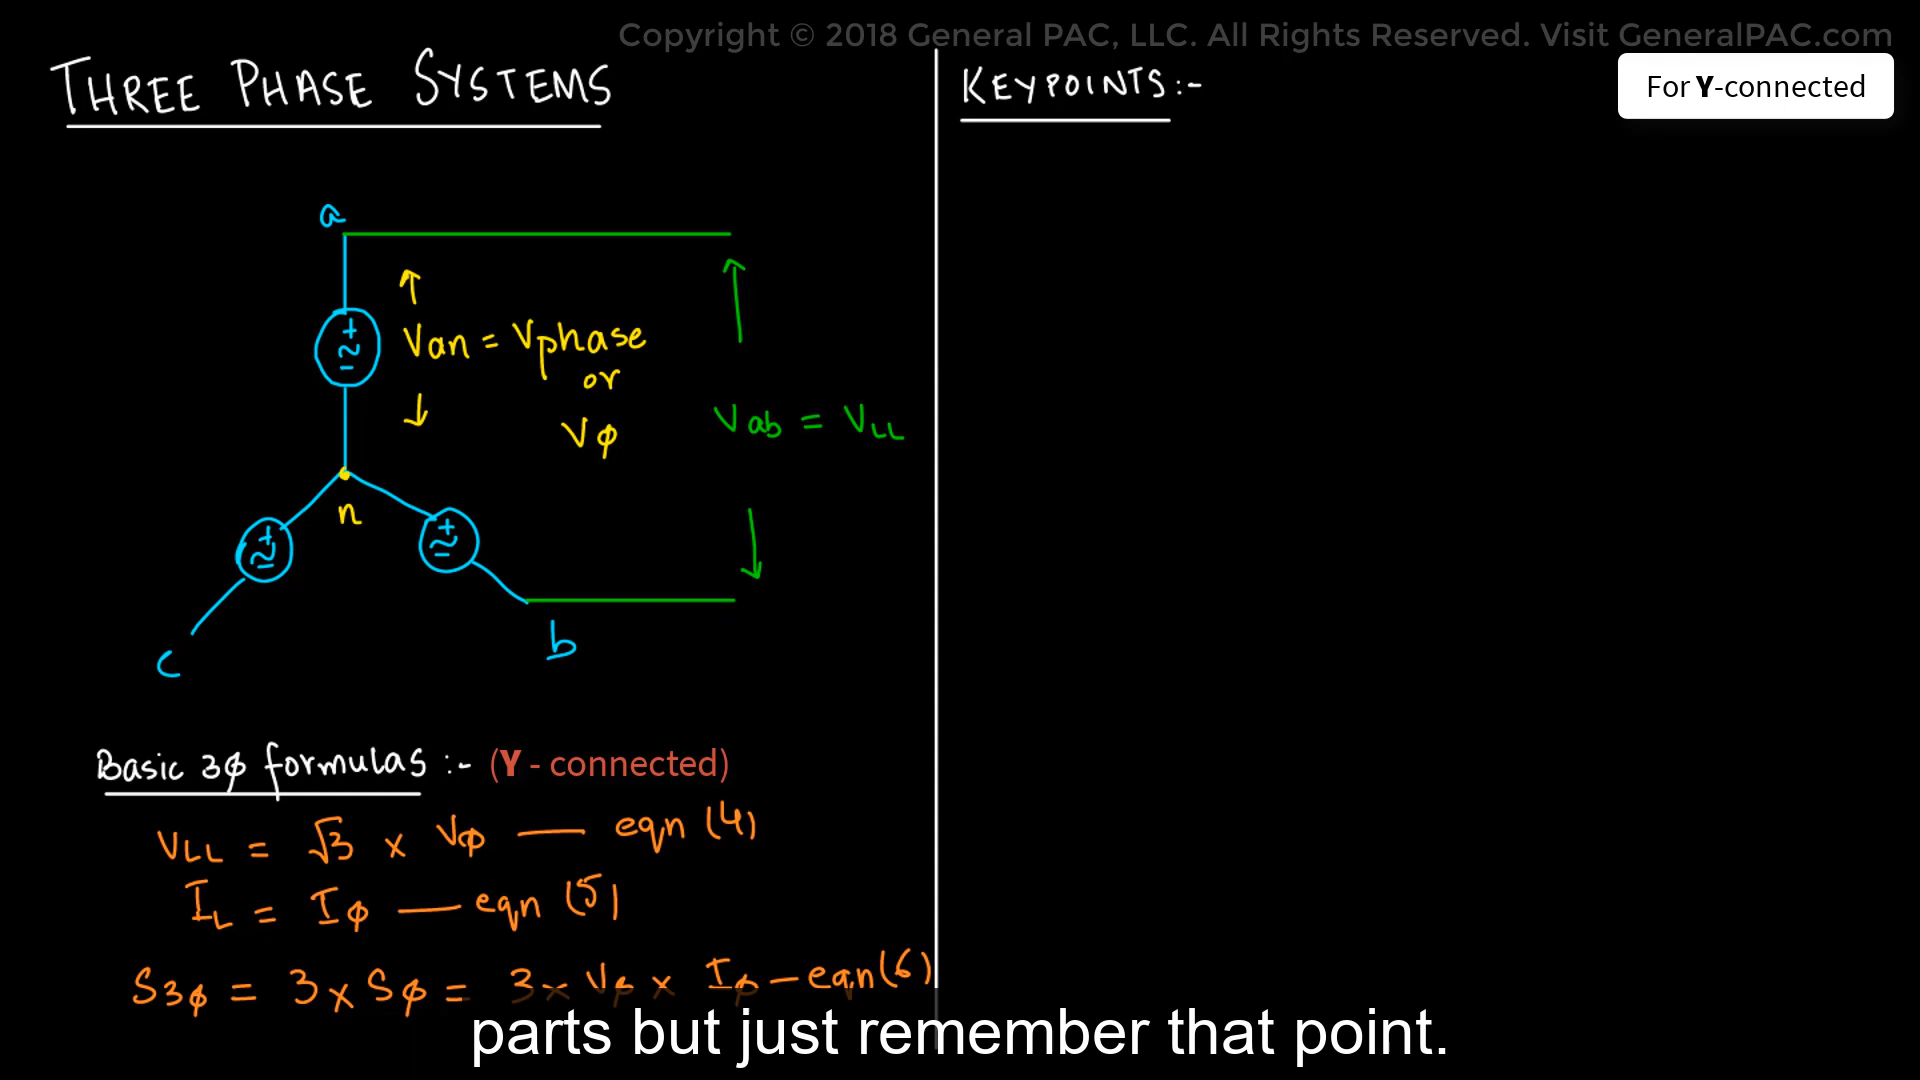 Copyright © 2018 General PAC, LLC. All Rights Reserved. Visit GeneralPAC.com
THREE PHASE SYSTEMS
KEYPOINTS:-
For Y-connected
a
Van = Vphase
or
Vφ
Vab = VLL
n
b
c
Basic 3φ formulas :- (Y - connected)
VLL = √3 × Vφ — eqn (4)
IL = Iφ — eqn (5)
S3φ = 3 × Sφ = 3 × Vφ × Iφ — eqn (6)
parts but just remember that point.